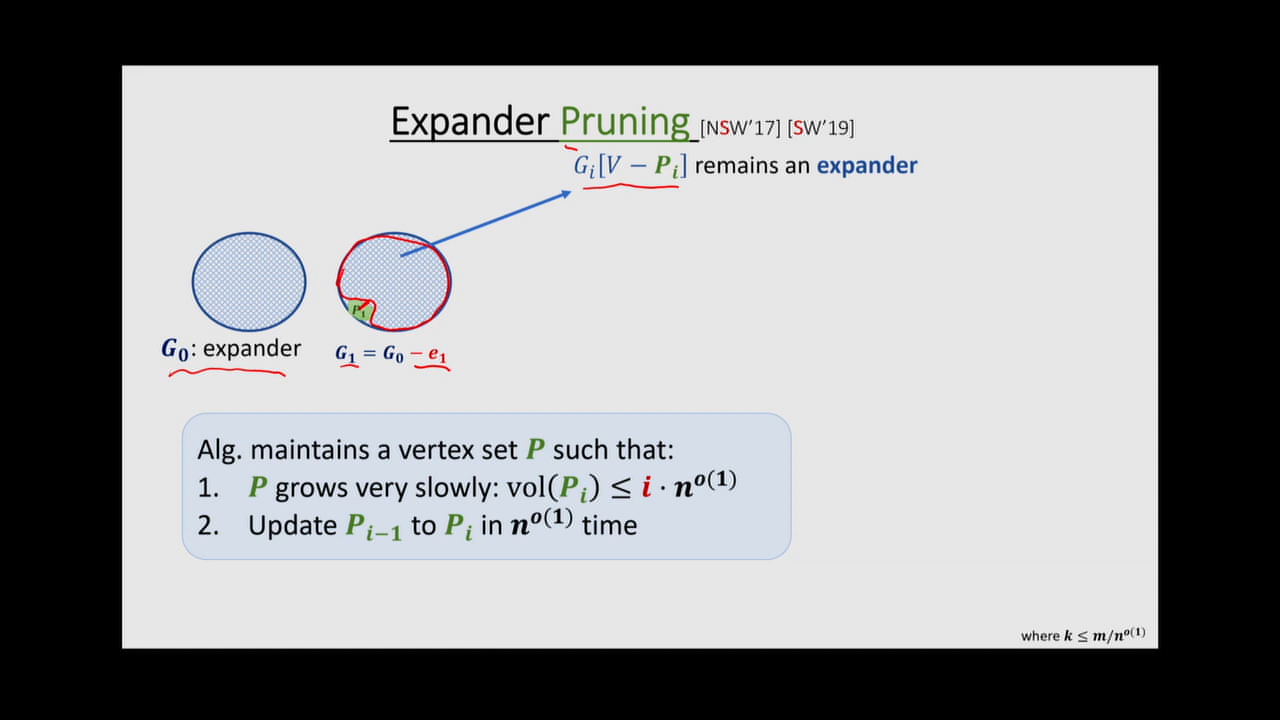 Expander Pruning [NSW'17] [SW'19]
G_i[V − P_i] remains an expander
P_1
G_0: expander
G_1 = G_0 − e_1
Alg. maintains a vertex set P such that:
1. P grows very slowly: vol(P_i) ≤ i · n^{o(1)}
2. Update P_{i−1} to P_i in n^{o(1)} time
where k ≤ m/n^{o(1)}